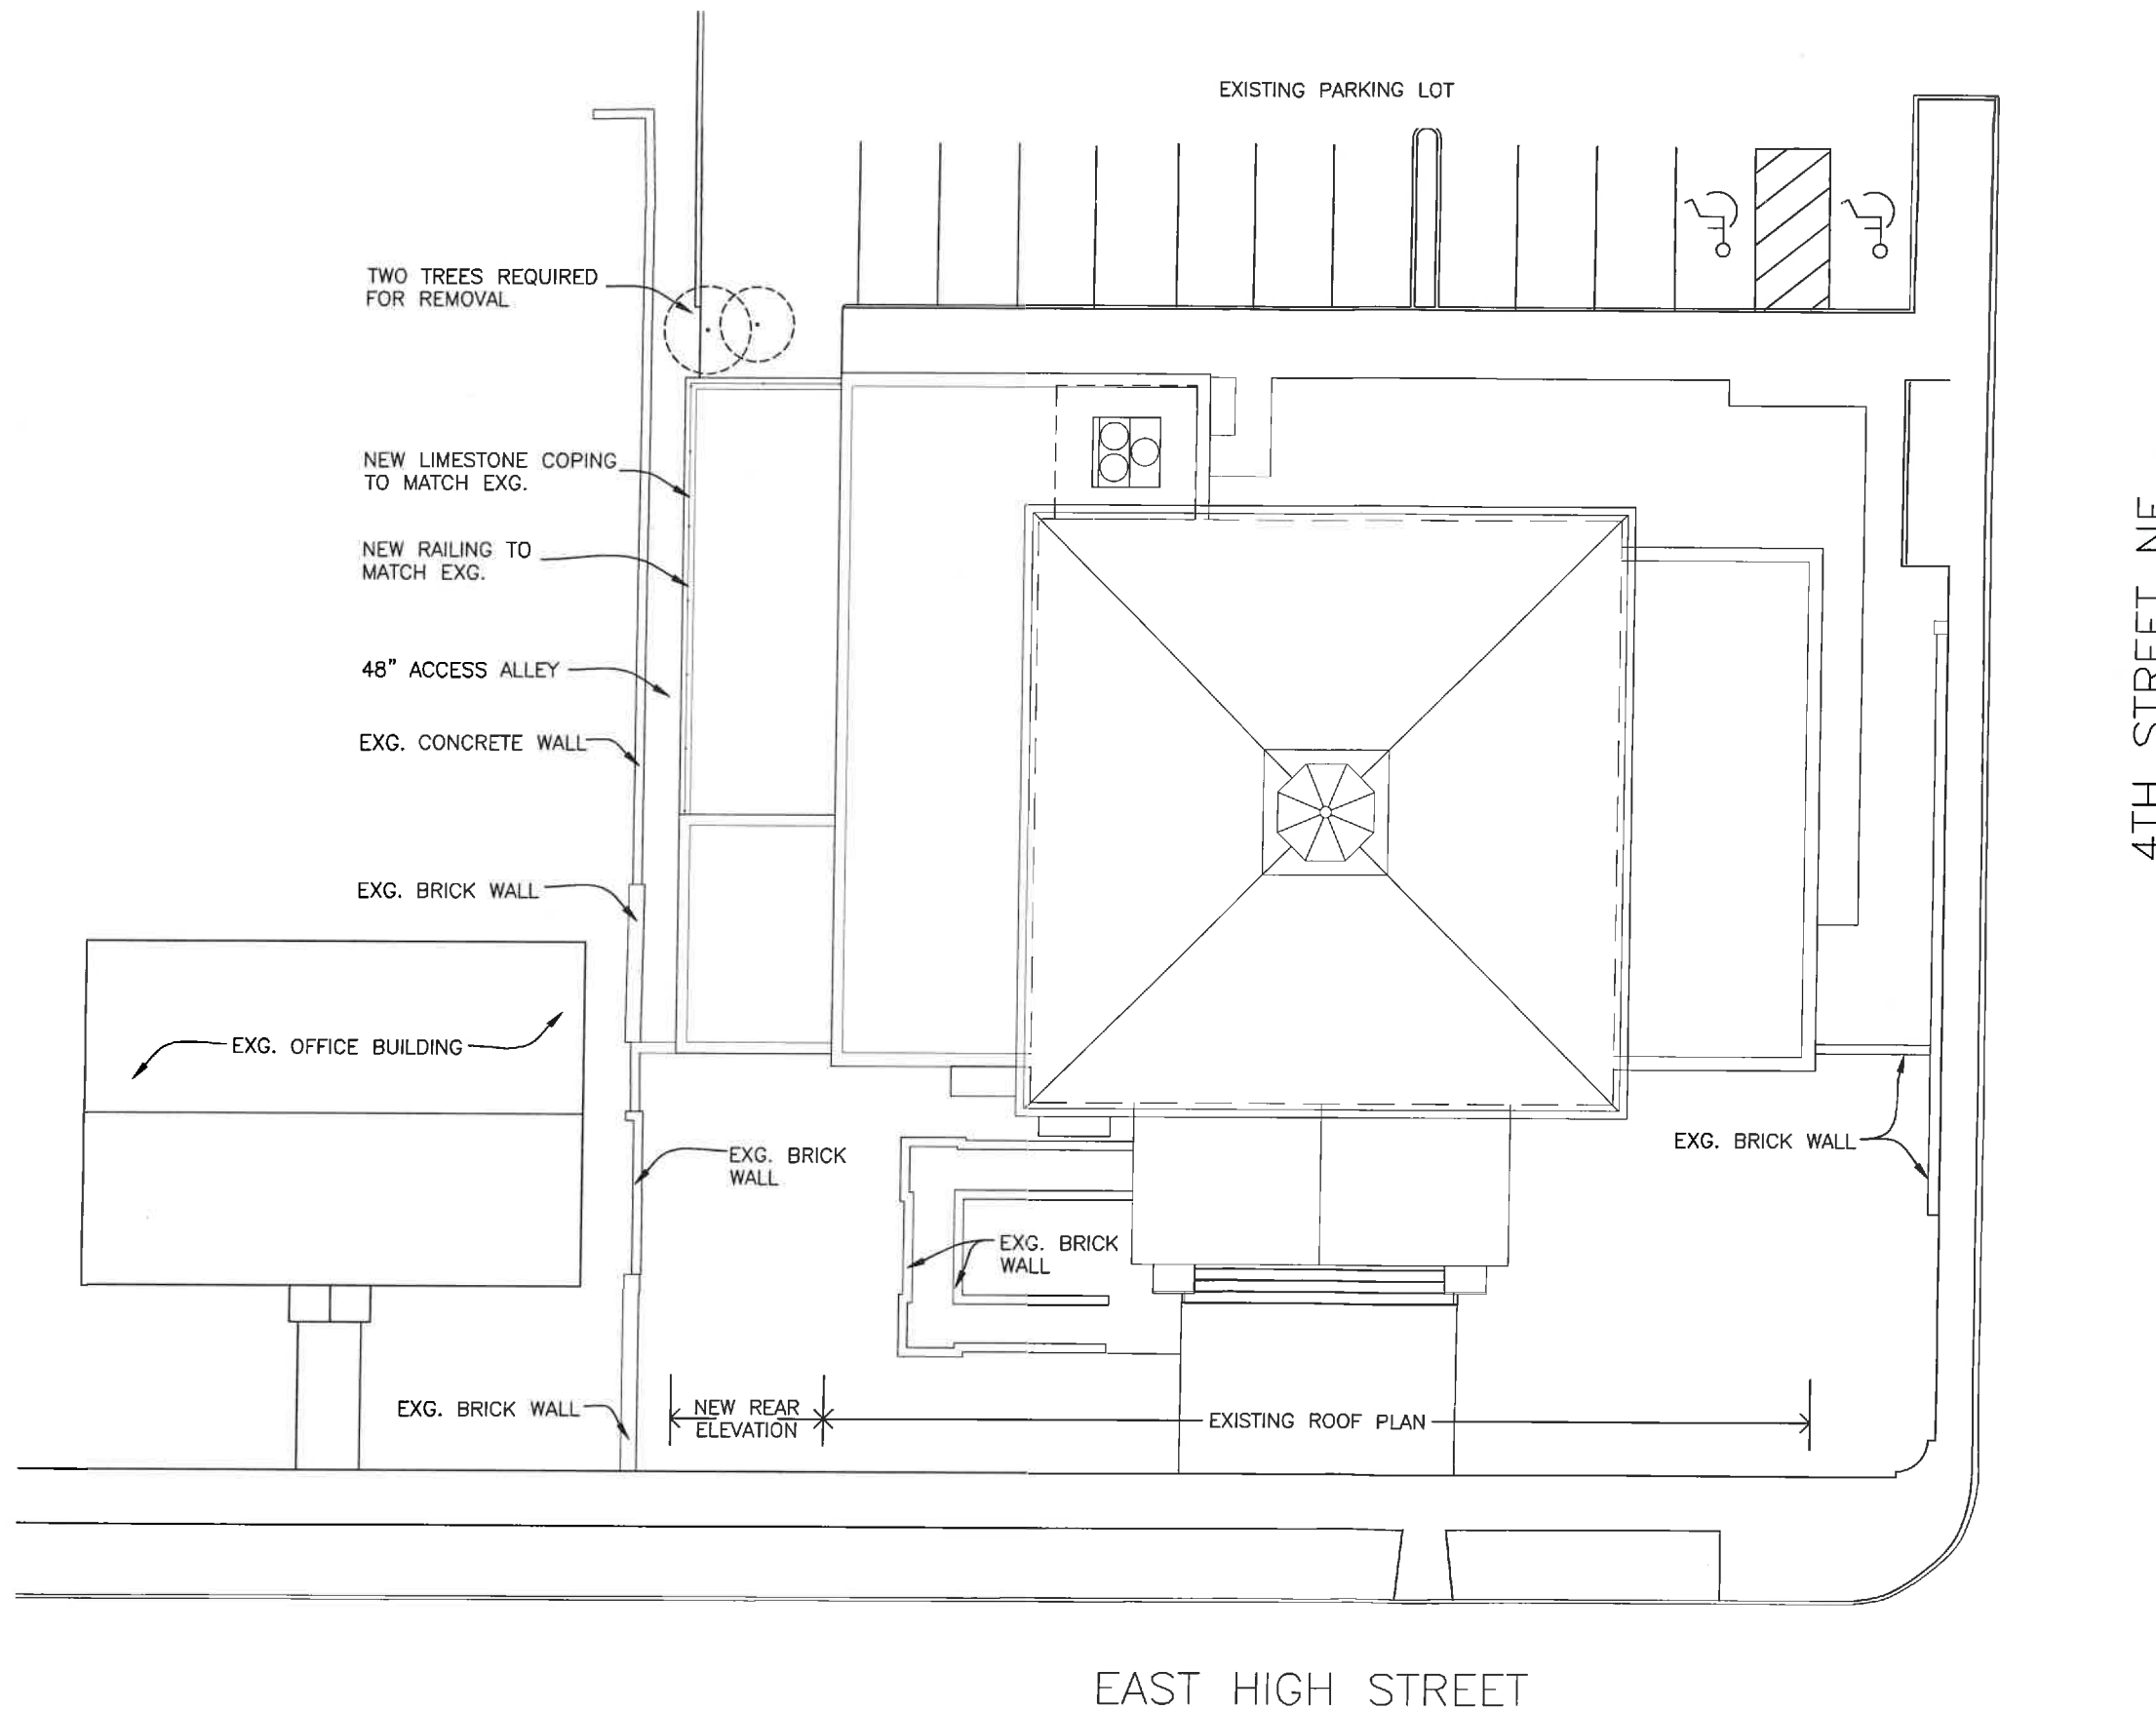 EXISTING PARKING LOT
TWO TREES REQUIRED
FOR REMOVAL
NEW LIMESTONE COPING
TO MATCH EXG.
NEW RAILING TO
MATCH EXG.
48" ACCESS ALLEY
EXG. CONCRETE WALL
EXG. BRICK WALL
EXG. OFFICE BUILDING
EXG. BRICK
WALL
EXG. BRICK
WALL
EXG. BRICK WALL
EXG. BRICK WALL
NEW REAR
ELEVATION
EXISTING ROOF PLAN
4TH STREET NE
EAST HIGH STREET